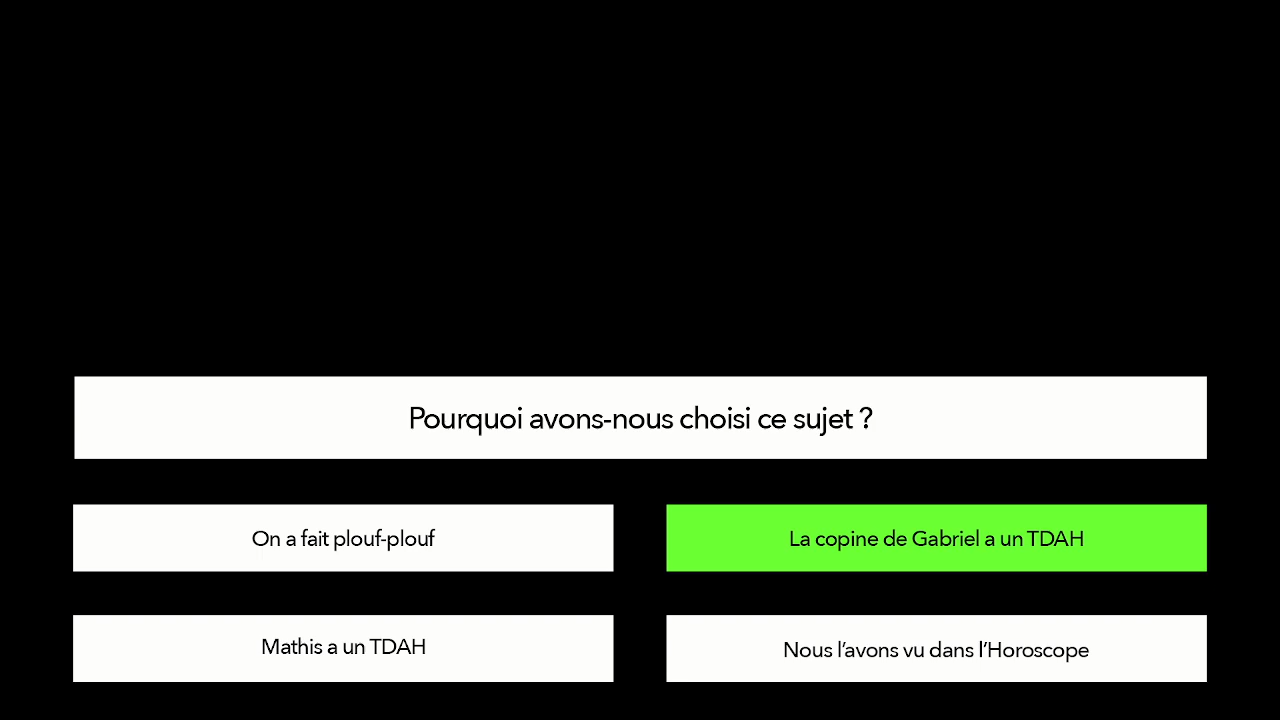 Pourquoi avons-nous choisi ce sujet ?
On a fait plouf-plouf
La copine de Gabriel a un TDAH
Mathis a un TDAH
Nous l’avons vu dans l’Horoscope